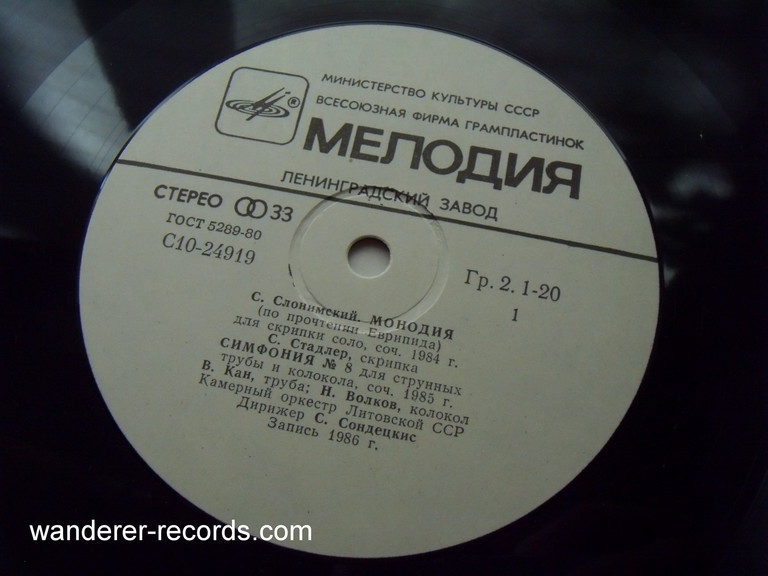 МИНИСТЕРСТВО КУЛЬТУРЫ СССР
ВСЕСОЮЗНАЯ ФИРМА ГРАМПЛАСТИНОК
®
МЕЛОДИЯ
ЛЕНИНГРАДСКИЙ ЗАВОД
СТЕРЕО 33
ГОСТ 5289-80
С10-24919
Гр. 2. 1-20
1
С. Слонимский. МОНОДИЯ
(по прочтении Еврипида)
для скрипки соло, соч. 1984 г.
С. Стадлер, скрипка
СИМФОНИЯ № 8 для струнных
трубы и колокола, соч. 1985 г.
В. Кан, труба; Н. Волков, колокол
Камерный оркестр Литовской ССР
Дирижер С. Сондецкис
Запись 1986 г.
wanderer-records.com